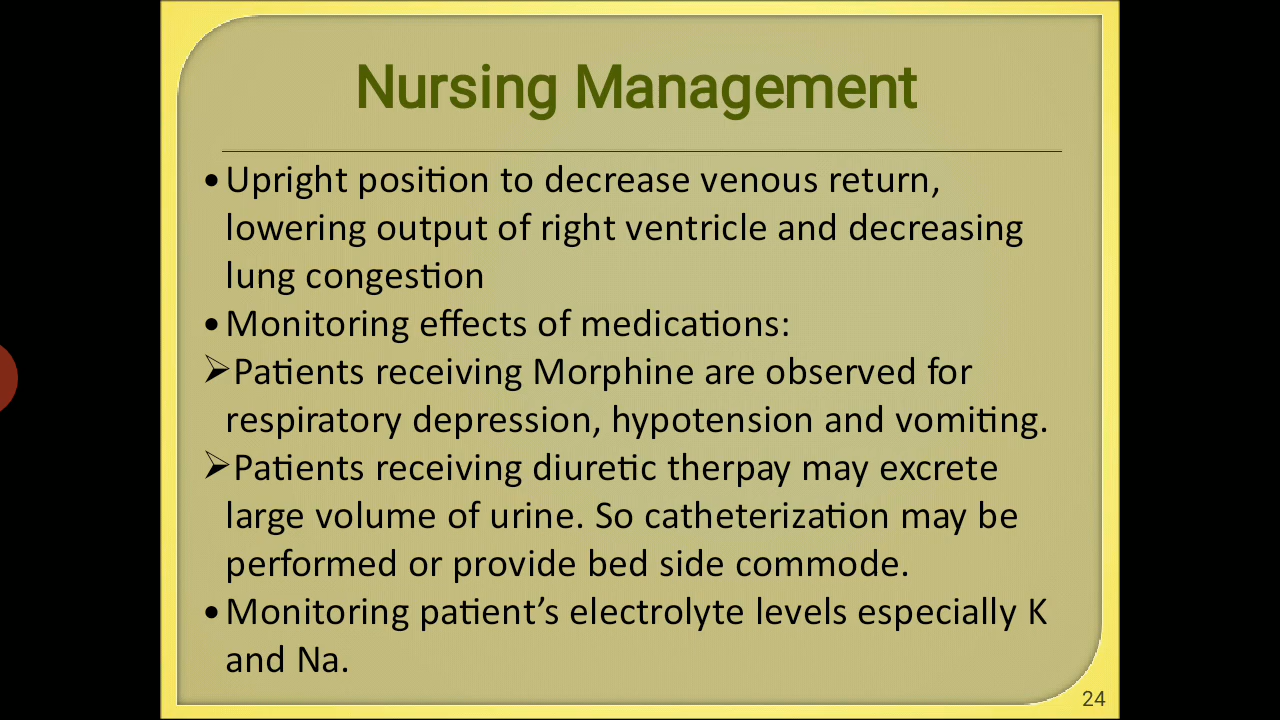 Nursing Management
•Upright position to decrease venous return,
lowering output of right ventricle and decreasing
lung congestion
•Monitoring effects of medications:
➢Patients receiving Morphine are observed for
respiratory depression, hypotension and vomiting.
➢Patients receiving diuretic therpay may excrete
large volume of urine. So catheterization may be
performed or provide bed side commode.
•Monitoring patient’s electrolyte levels especially K
and Na.
24